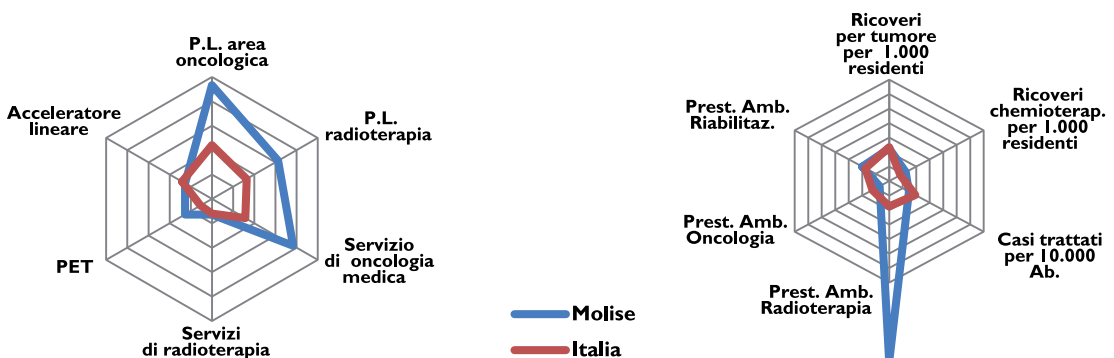 P.L. area
oncologica
P.L.
radioterapia
Servizio
di oncologia
medica
Servizi
di radioterapia
PET
Acceleratore
lineare
Molise
Italia
Ricoveri
per tumore
per 1.000
residenti
Ricoveri
chemioterap.
per 1.000
residenti
Casi trattati
per 10.000
Ab.
Prest. Amb.
Radioterapia
Prest. Amb.
Oncologia
Prest. Amb.
Riabilitaz.